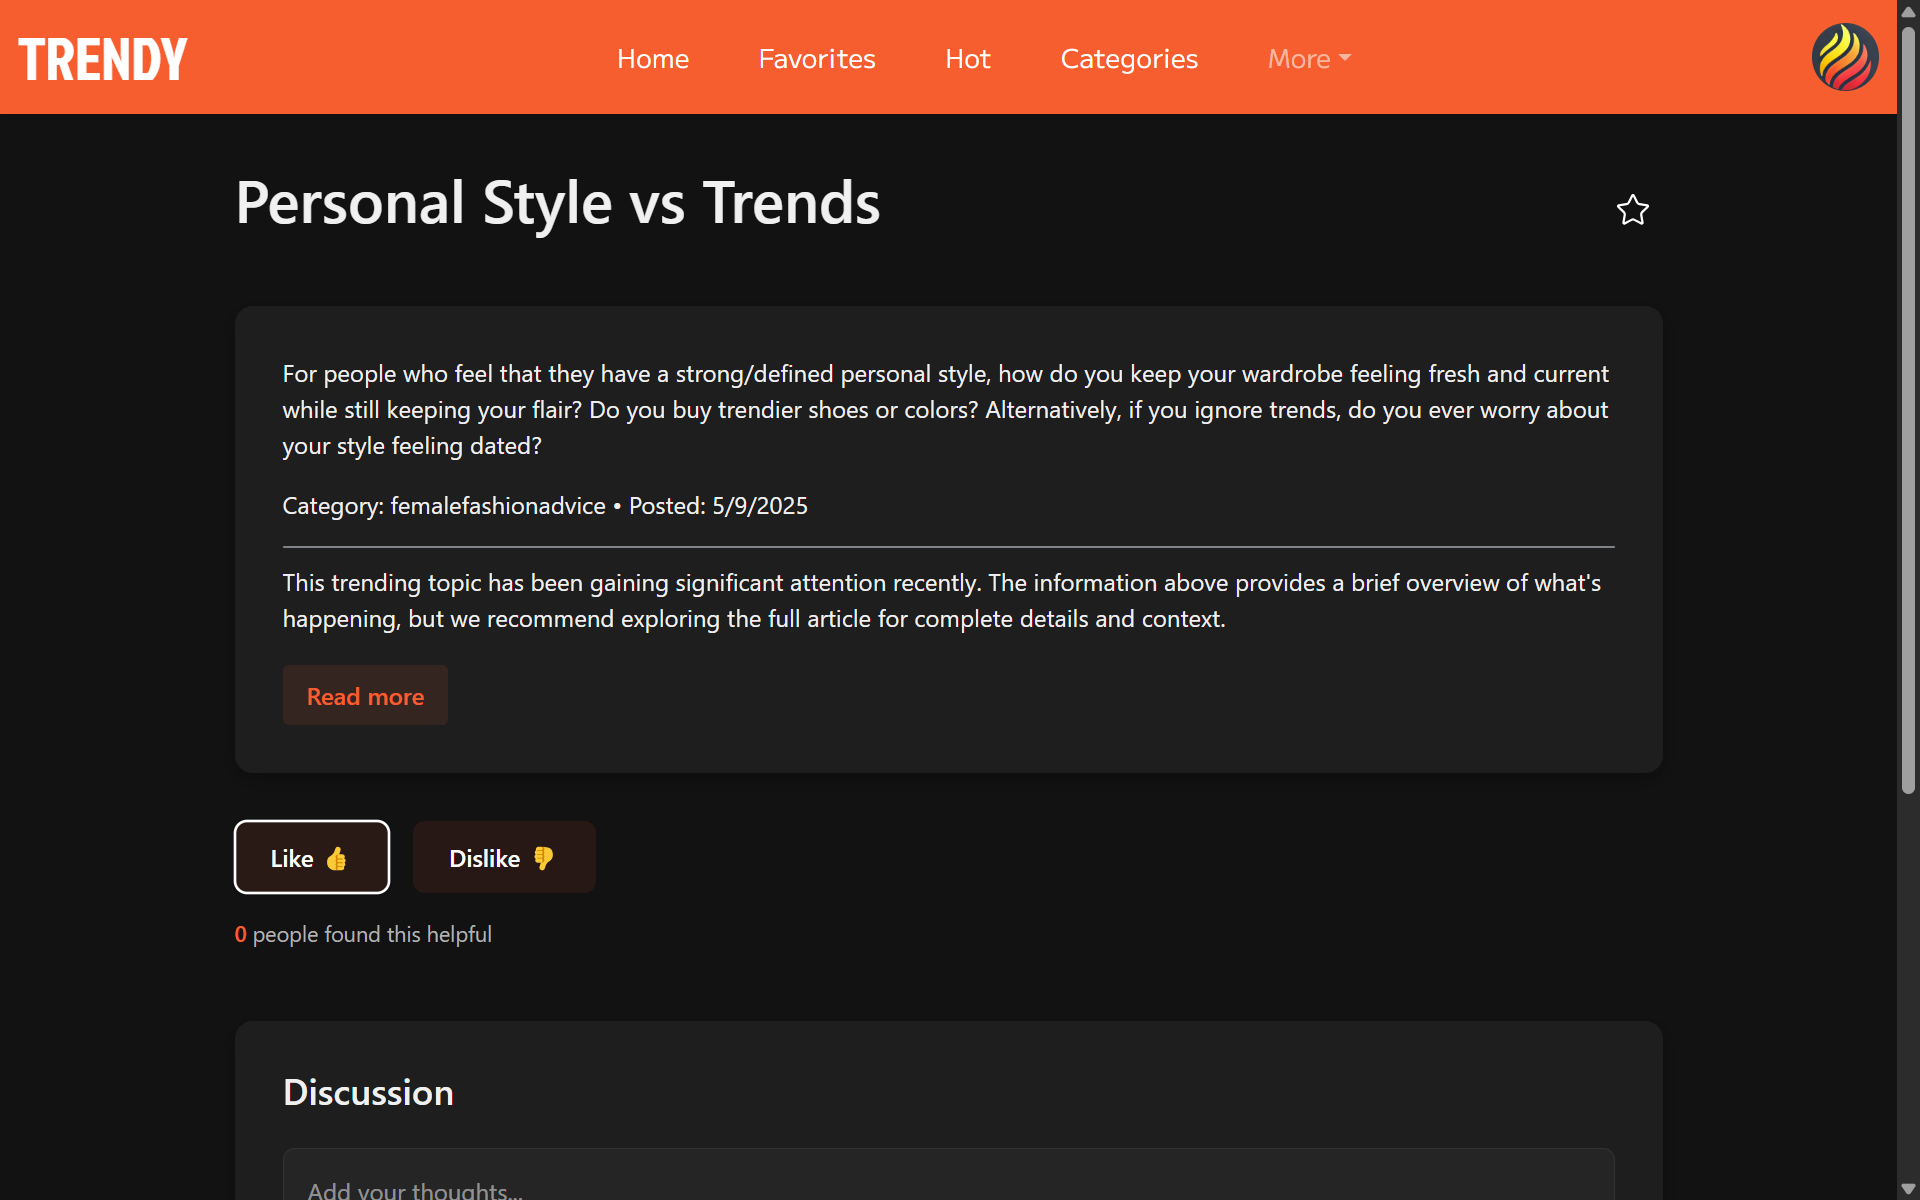 TRENDY
Home
Favorites
Hot
Categories
More
Personal Style vs Trends
For people who feel that they have a strong/defined personal style, how do you keep your wardrobe feeling fresh and current
while still keeping your flair? Do you buy trendier shoes or colors? Alternatively, if you ignore trends, do you ever worry about
your style feeling dated?
Category: femalefashionadvice • Posted: 5/9/2025
This trending topic has been gaining significant attention recently. The information above provides a brief overview of what's
happening, but we recommend exploring the full article for complete details and context.
Read more
Like 👍
Dislike 👎
0 people found this helpful
Discussion
Add your thoughts...